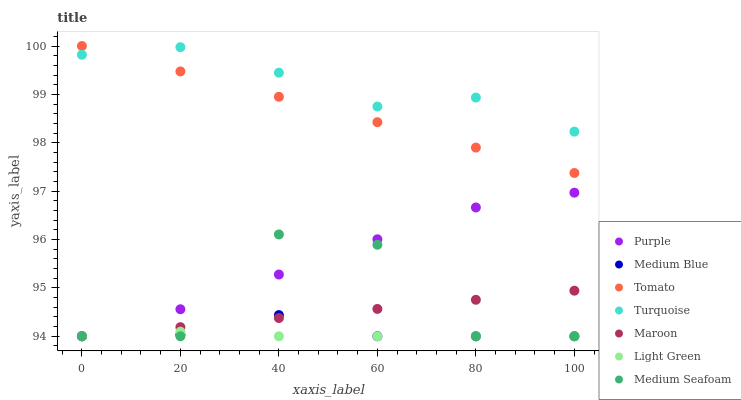 title
yaxis_label
100
99
98
97
96
95
94
0
20
40
60
80
100
xaxis_label
Purple
Medium Blue
Tomato
Turquoise
Maroon
Light Green
Medium Seafoam